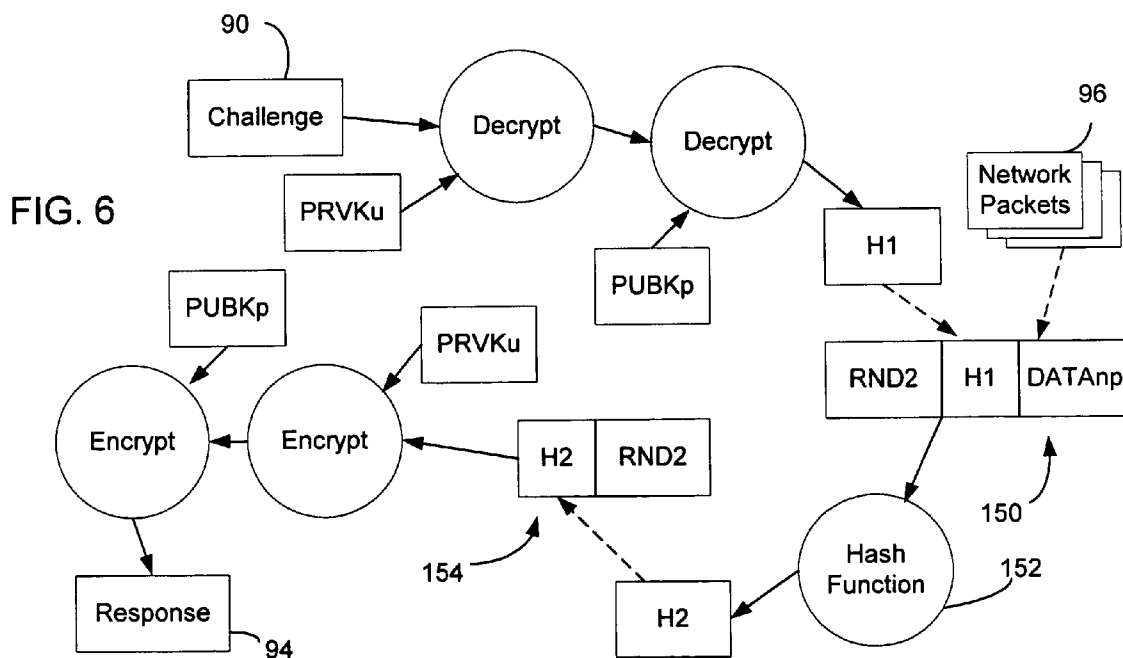 90
Challenge
Decrypt
Decrypt
96
Network
Packets
FIG. 6
PRVKu
H1
PUBKp
PUBKp
PRVKu
RND2 H1 DATAnp
Encrypt
Encrypt
H2 RND2
150
154
Hash
Function
152
H2
Response
94